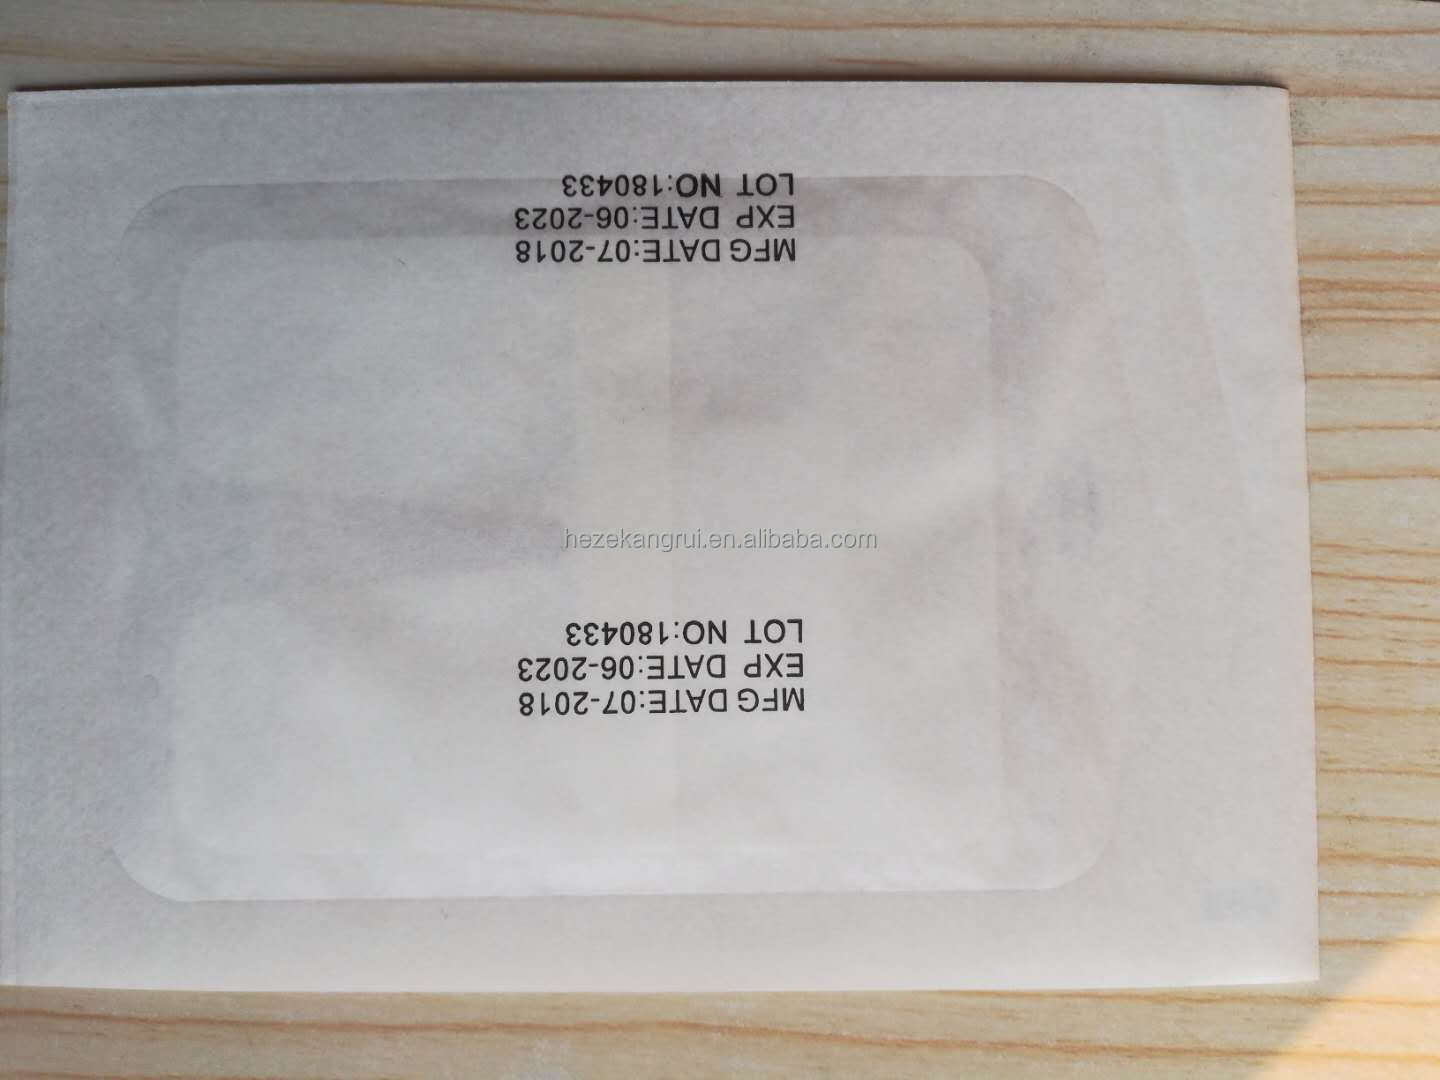 MFG DATE:07-2018
EXP DATE:06-2023
LOT NO:180433
hezekangrui.en.alibaba.com
MFG DATE:07-2018
EXP DATE:06-2023
LOT NO:180433